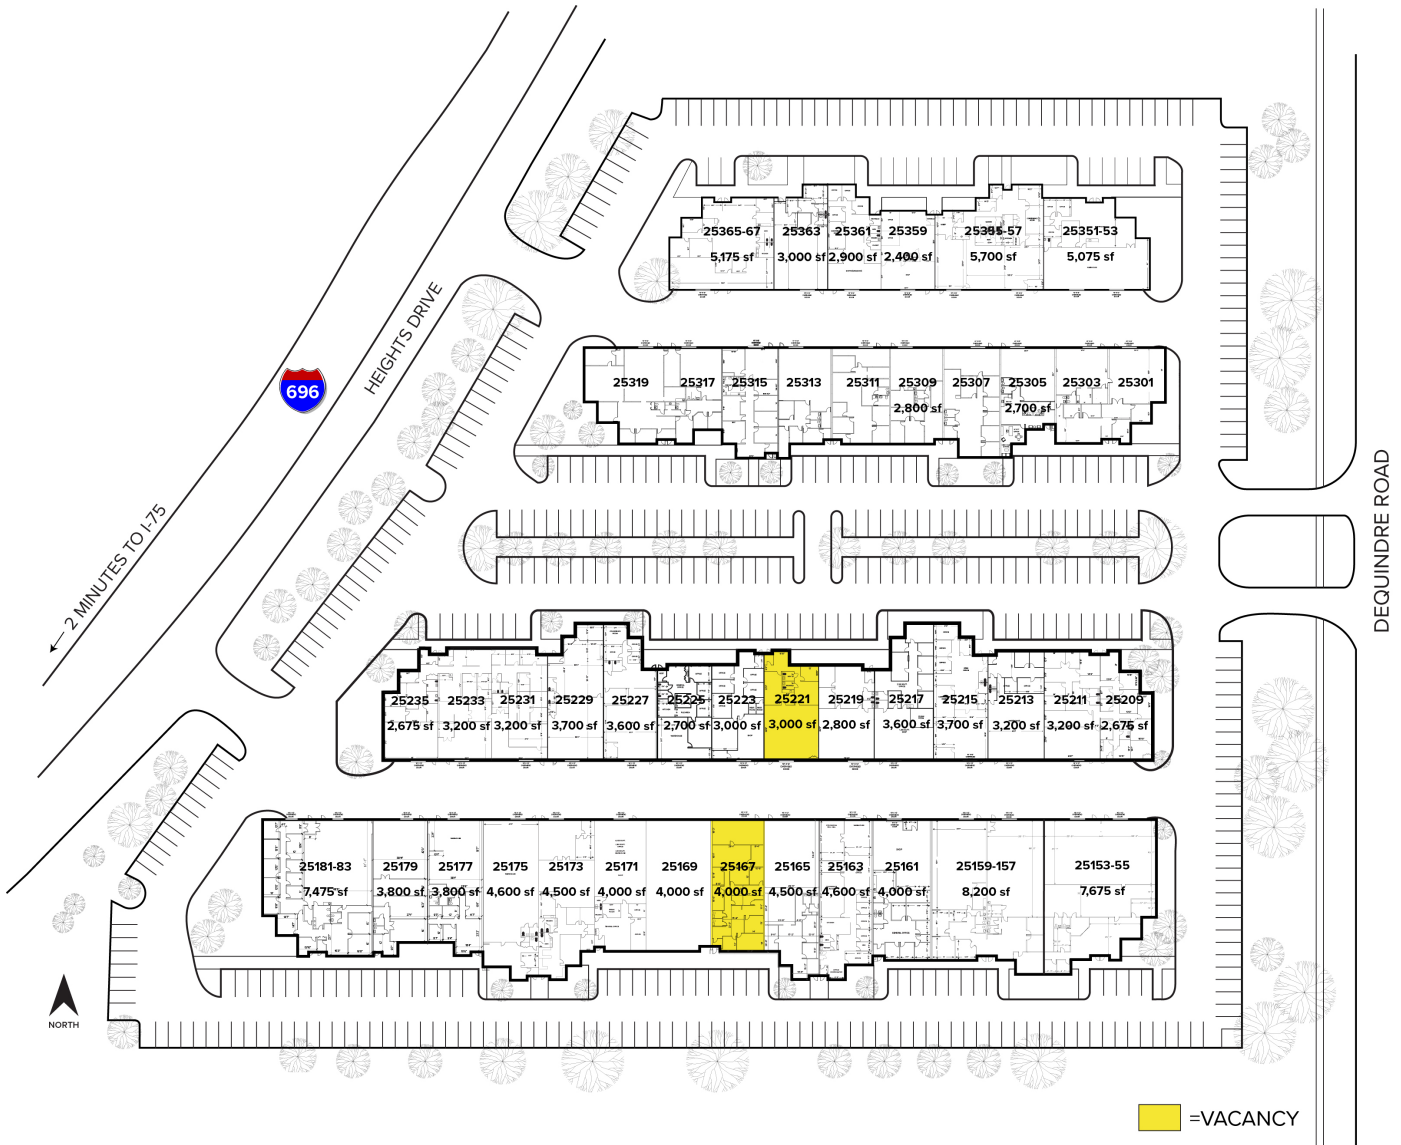 25365-67 25363 25361 25359 25355-57 25351-53
5,175 sf 3,000 sf 2,900 sf 2,400 sf 5,700 sf 5,075 sf
HEIGHTS DRIVE
696
25319 25317 25315 25313 25311 25309 25307 25305 25303 25301
2,800 sf 2,700 sf
2 MINUTES TO I-75
DEQUINDRE ROAD
25235 25233 25231 25229 25227 25225 25223 25221 25219 25217 25215 25213 25211 25209
2,675 sf 3,200 sf 3,200 sf 3,700 sf 3,600 sf 2,700 sf 3,000 sf 3,000 sf 2,800 sf 3,600 sf 3,700 sf 3,200 sf 3,200 sf 2,675 sf
25181-83 25179 25177 25175 25173 25171 25169 25167 25165 25163 25161 25159-157 25153-55
7,475 sf 3,800 sf 3,800 sf 4,600 sf 4,500 sf 4,000 sf 4,000 sf 4,000 sf 4,500 sf 4,600 sf 4,000 sf 8,200 sf 7,675 sf
NORTH
=VACANCY